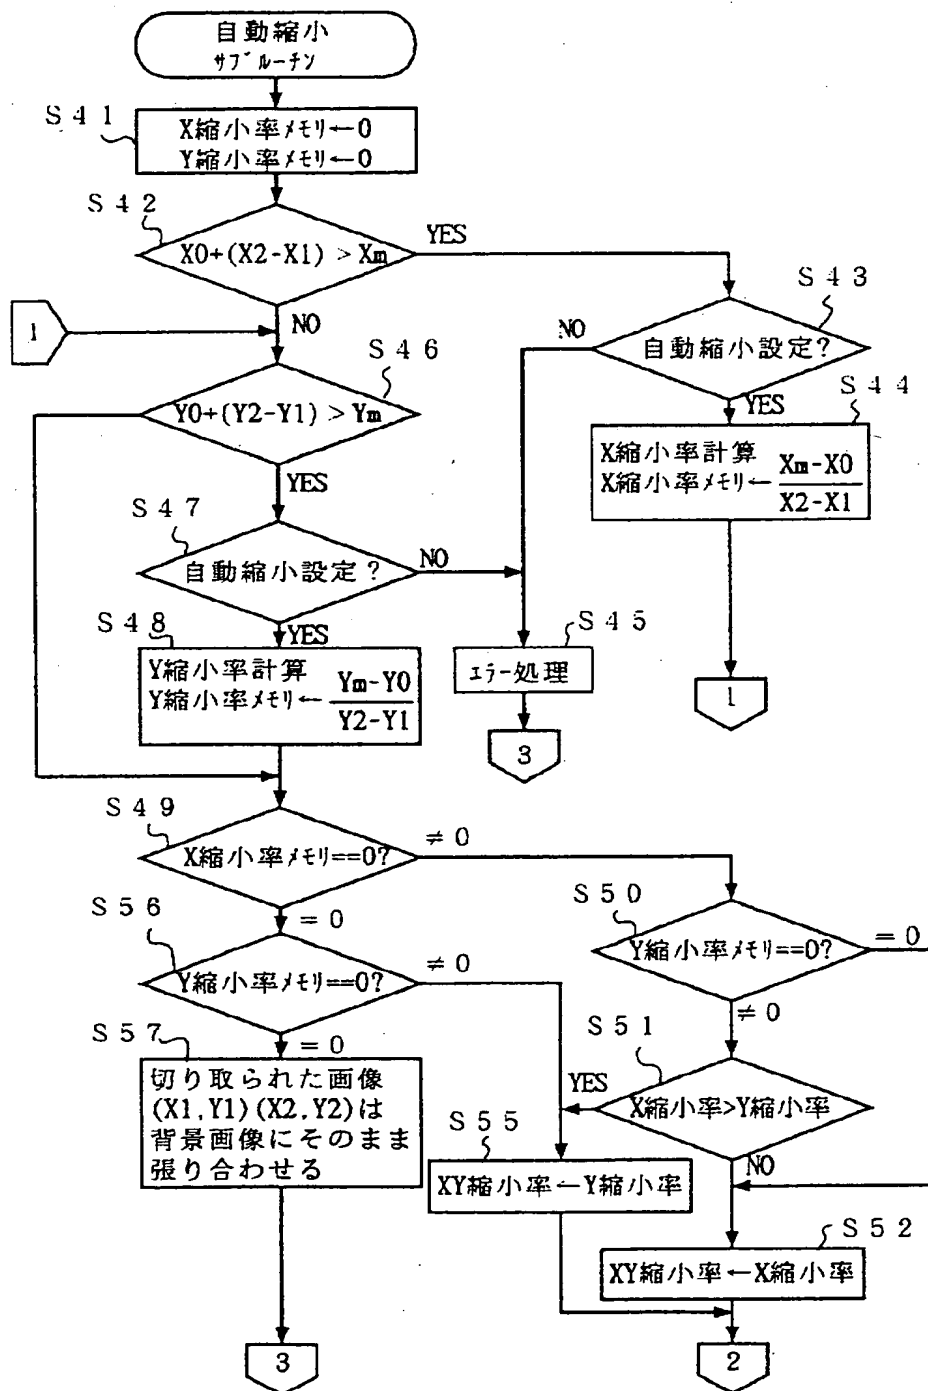 自動縮小
サブルーチン
S41
X縮小率メモリ←0
Y縮小率メモリ←0
S42
X0+(X2-X1) > Xm
YES
NO
1
S43
自動縮小設定?
NO
YES
S44
X縮小率計算
X縮小率メモリ← Xm-X0
X2-X1
1
S46
Y0+(Y2-Y1) > Ym
YES
S47
自動縮小設定?
NO
YES
S45
エラー処理
3
S48
Y縮小率計算
Y縮小率メモリ← Ym-Y0
Y2-Y1
S49
X縮小率メモリ==0?
≠0
=0
S50
Y縮小率メモリ==0?
=0
≠0
S56
Y縮小率メモリ==0?
≠0
=0
S51
X縮小率>Y縮小率
YES
NO
S57
切り取られた画像
(X1,Y1)(X2,Y2)は
背景画像にそのまま
張り合わせる
S55
XY縮小率←Y縮小率
S52
XY縮小率←X縮小率
3
2